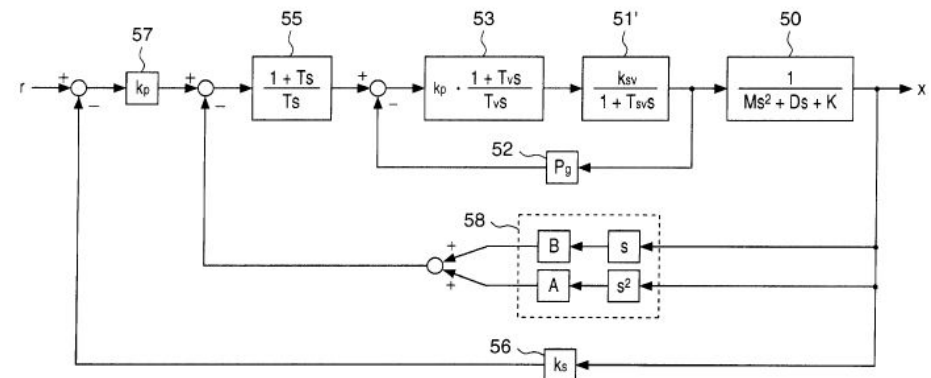 57
55
53
51'
50
r
+
−
kp
+
−
1 + Ts
Ts
+
−
kp · 1 + Tvs
Tvs
ksv
1 + Tsvs
1
Ms² + Ds + K
x
52
Pg
58
+
B
s
+
A
s²
56
ks